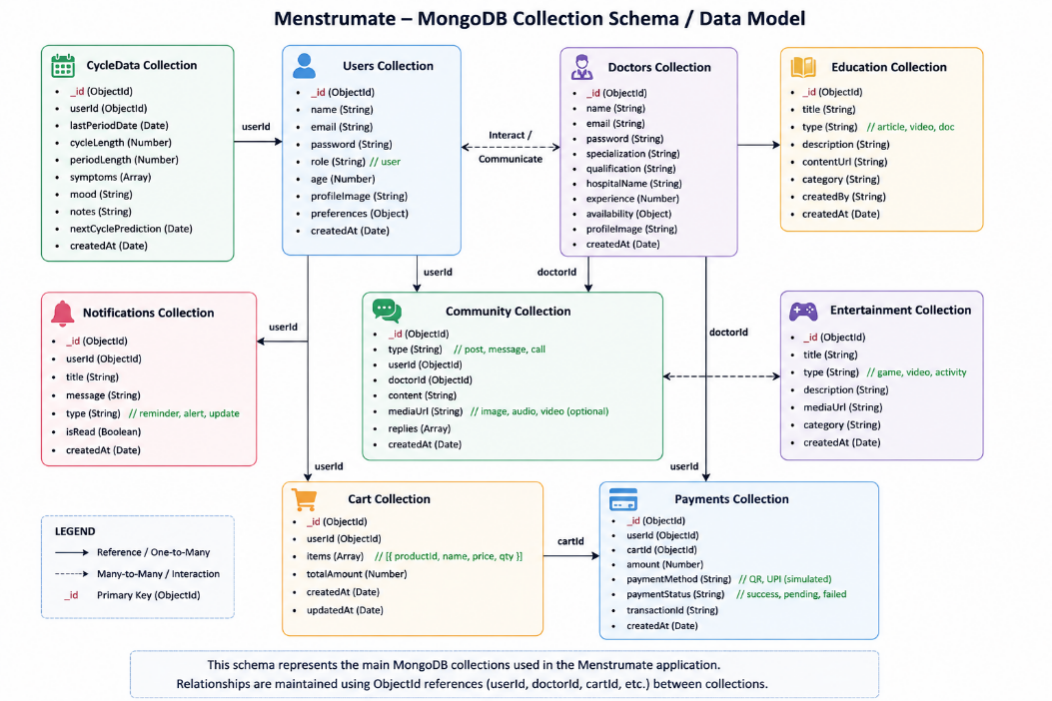 Menstrumate – MongoDB Collection Schema / Data Model
CycleData Collection
• _id (ObjectId)
• userId (ObjectId)
• lastPeriodDate (Date)
• cycleLength (Number)
• periodLength (Number)
• symptoms (Array)
• mood (String)
• notes (String)
• nextCyclePrediction (Date)
• createdAt (Date)
userId
Users Collection
• _id (ObjectId)
• name (String)
• email (String)
• password (String)
• role (String) // user
• age (Number)
• profileImage (String)
• preferences (Object)
• createdAt (Date)
Interact /
Communicate
Doctors Collection
• _id (ObjectId)
• name (String)
• email (String)
• password (String)
• specialization (String)
• qualification (String)
• hospitalName (String)
• experience (Number)
• availability (Object)
• profileImage (String)
• createdAt (Date)
Education Collection
• _id (ObjectId)
• title (String)
• type (String) // article, video, doc
• description (String)
• contentUrl (String)
• category (String)
• createdBy (String)
• createdAt (Date)
userId
doctorId
Notifications Collection
• _id (ObjectId)
• userId (ObjectId)
• title (String)
• message (String)
• type (String) // reminder, alert, update
• isRead (Boolean)
• createdAt (Date)
userId
Community Collection
• _id (ObjectId)
• type (String) // post, message, call
• userId (ObjectId)
• doctorId (ObjectId)
• content (String)
• mediaUrl (String) // image, audio, video (optional)
• replies (Array)
• createdAt (Date)
doctorId
Entertainment Collection
• _id (ObjectId)
• title (String)
• type (String) // game, video, activity
• description (String)
• mediaUrl (String)
• category (String)
• createdAt (Date)
userId
userId
Cart Collection
• _id (ObjectId)
• userId (ObjectId)
• items (Array) // [{ productId, name, price, qty }]
• totalAmount (Number)
• createdAt (Date)
• updatedAt (Date)
cartId
Payments Collection
• _id (ObjectId)
• userId (ObjectId)
• cartId (ObjectId)
• amount (Number)
• paymentMethod (String) // QR, UPI (simulated)
• paymentStatus (String) // success, pending, failed
• transactionId (String)
• createdAt (Date)
LEGEND
Reference / One-to-Many
Many-to-Many / Interaction
_id Primary Key (ObjectId)
This schema represents the main MongoDB collections used in the Menstrumate application.
Relationships are maintained using ObjectId references (userId, doctorId, cartId, etc.) between collections.